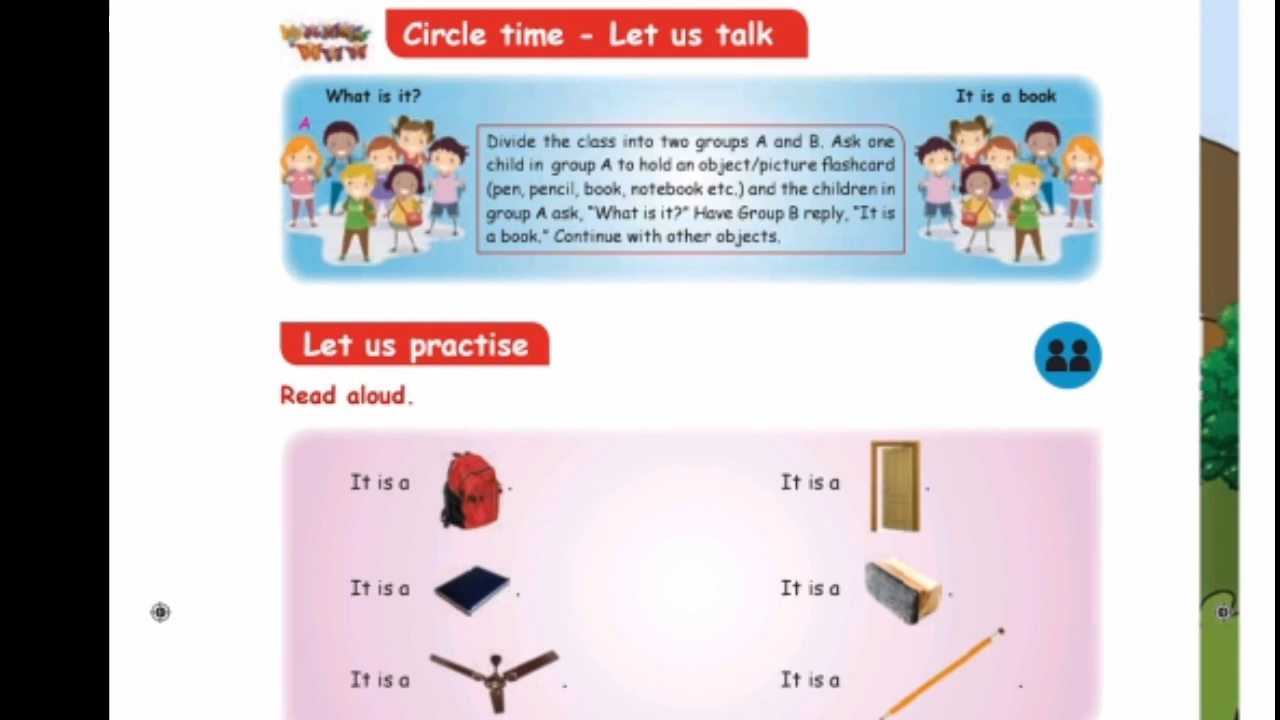 Circle time - Let us talk
What is it?
It is a book
A
Divide the class into two groups A and B. Ask one
child in group A to hold an object/picture flashcard
(pen, pencil, book, notebook etc.) and the children in
group A ask, "What is it?" Have Group B reply, "It is
a book." Continue with other objects.
Let us practise
Read aloud.
It is a .
It is a .
It is a .
It is a .
It is a .
It is a .